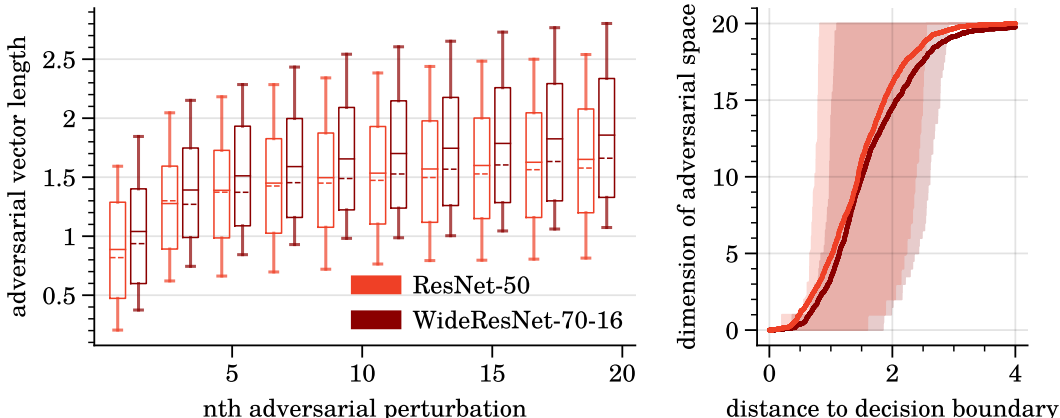 adversarial vector length
2.5
2
1.5
1
0.5
5
10
15
20
nth adversarial perturbation
ResNet-50
WideResNet-70-16
dimension of adversarial space
20
15
10
5
0
0
2
4
distance to decision boundary